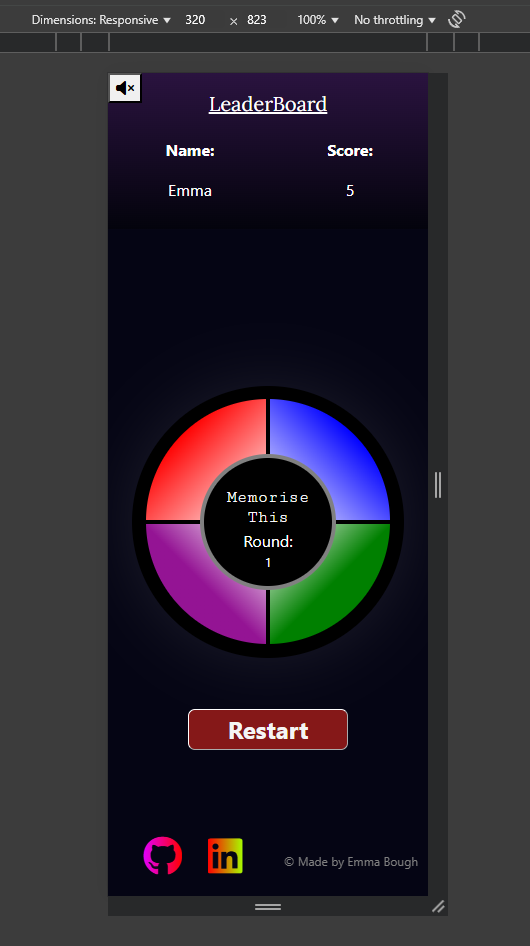 Dimensions: Responsive 320 × 823 100% No throttling
LeaderBoard
Name: Score:
Emma 5
Memorise
This
Round:
1
Restart
in © Made by Emma Bough